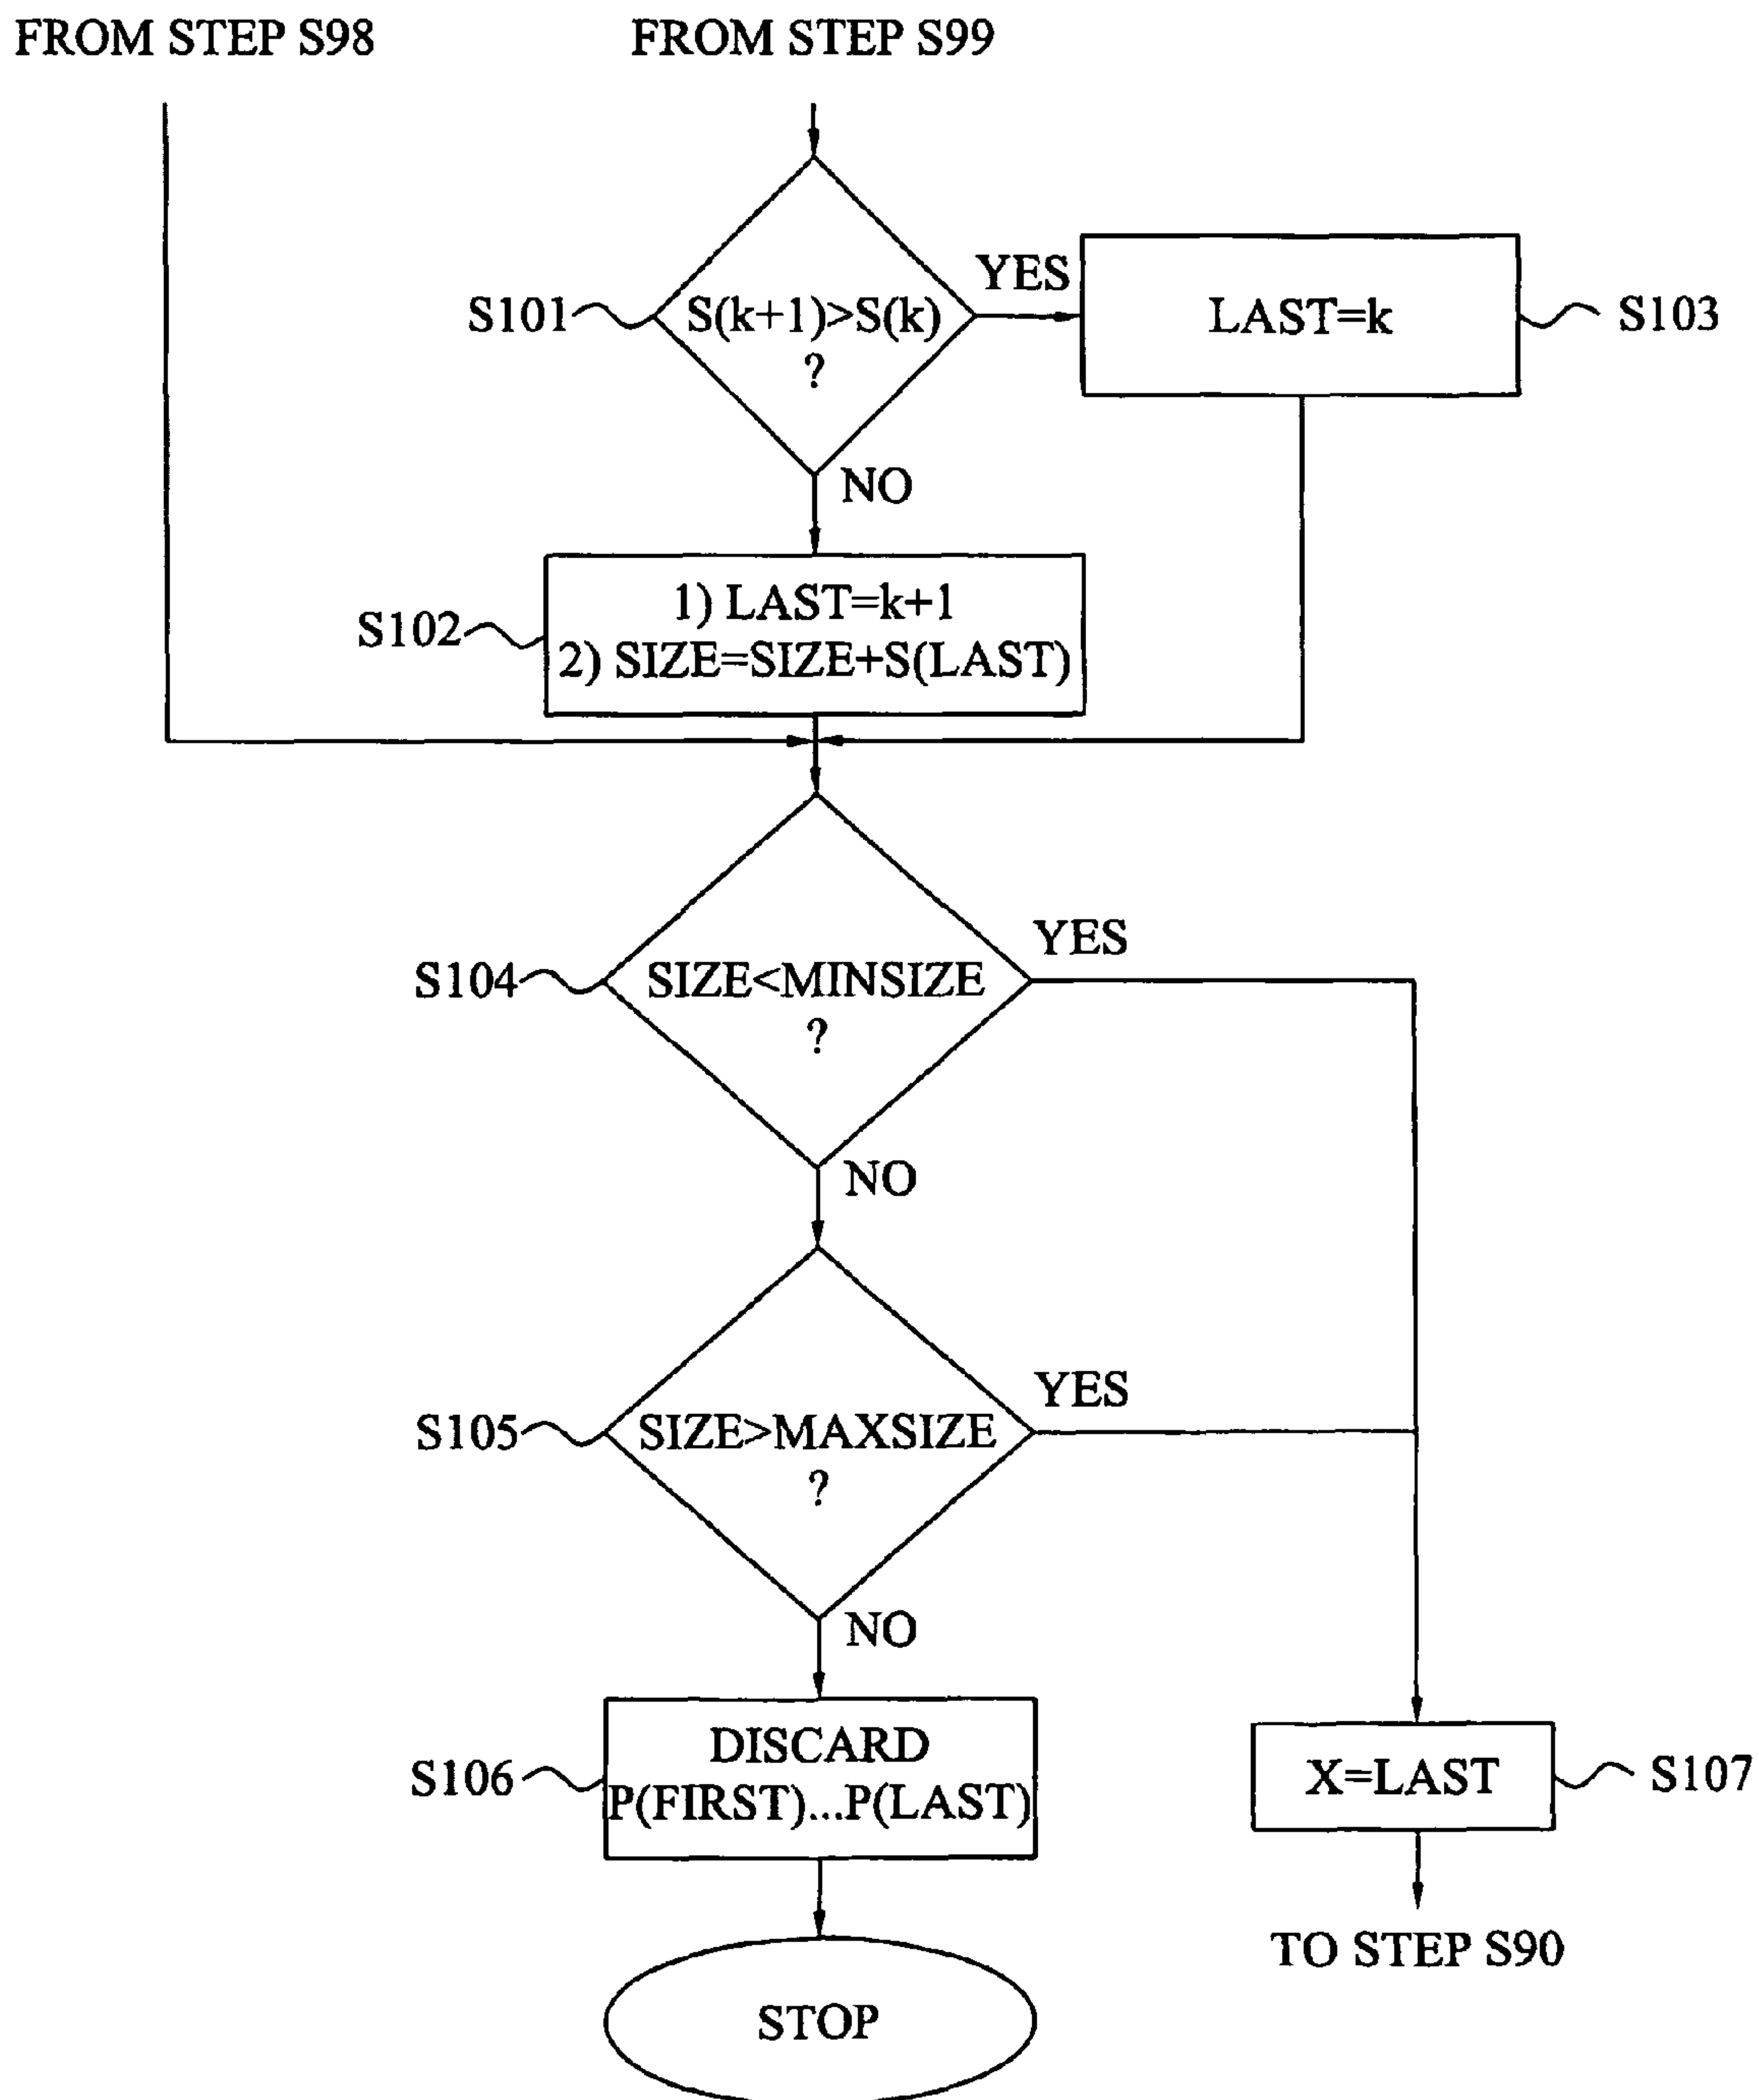 FROM STEP S98
FROM STEP S99
S101
S(k+1)>S(k)
?
YES
LAST=k
S103
NO
S102
1) LAST=k+1
2) SIZE=SIZE+S(LAST)
S104
SIZE<MINSIZE
?
YES
NO
S105
SIZE>MAXSIZE
?
YES
NO
S106
DISCARD
P(FIRST)...P(LAST)
X=LAST
S107
TO STEP S90
STOP